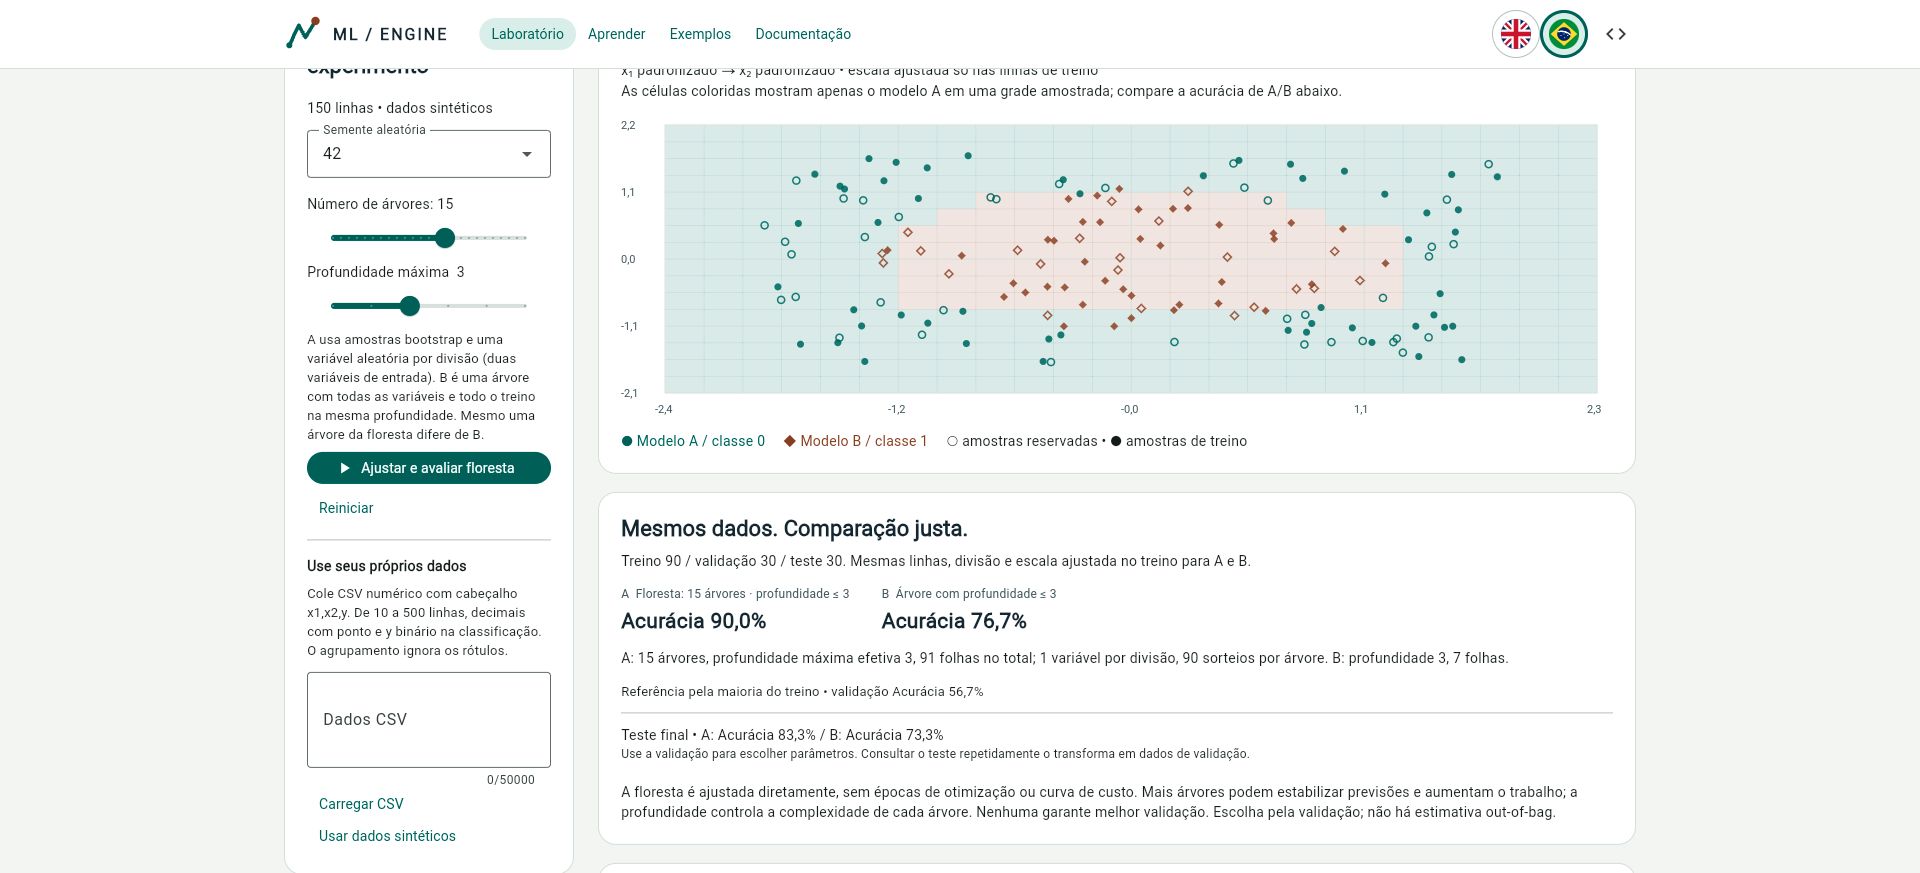 ML / ENGINE
Laboratório
Aprender
Exemplos
Documentação
experimento
150 linhas • dados sintéticos
Semente aleatória
42
Número de árvores: 15
Profundidade máxima 3
A usa amostras bootstrap e uma
variável aleatória por divisão (duas
variáveis de entrada). B é uma árvore
com todas as variáveis e todo o treino
na mesma profundidade. Mesmo uma
árvore da floresta difere de B.
Ajustar e avaliar floresta
Reiniciar
Use seus próprios dados
Cole CSV numérico com cabeçalho
x1,x2,y. De 10 a 500 linhas, decimais
com ponto e y binário na classificação.
O agrupamento ignora os rótulos.
Dados CSV
0/50000
Carregar CSV
Usar dados sintéticos
x₁ padronizado → x₂ padronizado • escala ajustada só nas linhas de treino
As células coloridas mostram apenas o modelo A em uma grade amostrada; compare a acurácia de A/B abaixo.
2,2
1,1
0,0
-1,1
-2,1
-2,4
-1,2
-0,0
1,1
2,3
Modelo A / classe 0
Modelo B / classe 1
amostras reservadas •
amostras de treino
Mesmos dados. Comparação justa.
Treino 90 / validação 30 / teste 30. Mesmas linhas, divisão e escala ajustada no treino para A e B.
A Floresta: 15 árvores · profundidade ≤ 3
Acurácia 90,0%
B Árvore com profundidade ≤ 3
Acurácia 76,7%
A: 15 árvores, profundidade máxima efetiva 3, 91 folhas no total; 1 variável por divisão, 90 sorteios por árvore. B: profundidade 3, 7 folhas.
Referência pela maioria do treino • validação Acurácia 56,7%
Teste final • A: Acurácia 83,3% / B: Acurácia 73,3%
Use a validação para escolher parâmetros. Consultar o teste repetidamente o transforma em dados de validação.
A floresta é ajustada diretamente, sem épocas de otimização ou curva de custo. Mais árvores podem estabilizar previsões e aumentam o trabalho; a
profundidade controla a complexidade de cada árvore. Nenhuma garante melhor validação. Escolha pela validação; não há estimativa out-of-bag.